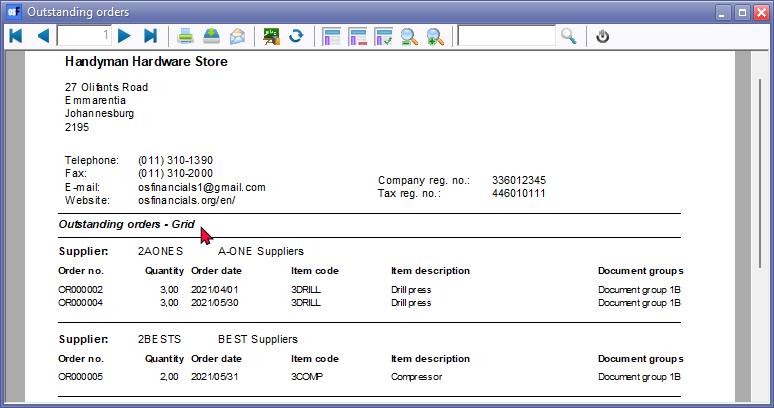 Outstanding orders
1
Handyman Hardware Store
27 Olifants Road
Emmarentia
Johannesburg
2195
Telephone: (011) 310-1390
Fax: (011) 310-2000
E-mail: osfinancials1@gmail.com
Website: osfinancials.org/en/
Company reg. no.: 336012345
Tax reg. no.: 446010111
Outstanding orders - Grid
Supplier: 2AONES A-ONE Suppliers
Order no. Quantity Order date Item code Item description Document groups
OR000002 3,00 2021/04/01 3DRILL Drill press Document group 1B
OR000004 3,00 2021/05/30 3DRILL Drill press Document group 1B
Supplier: 2BESTS BEST Suppliers
Order no. Quantity Order date Item code Item description Document groups
OR000005 2,00 2021/05/31 3COMP Compressor Document group 1B